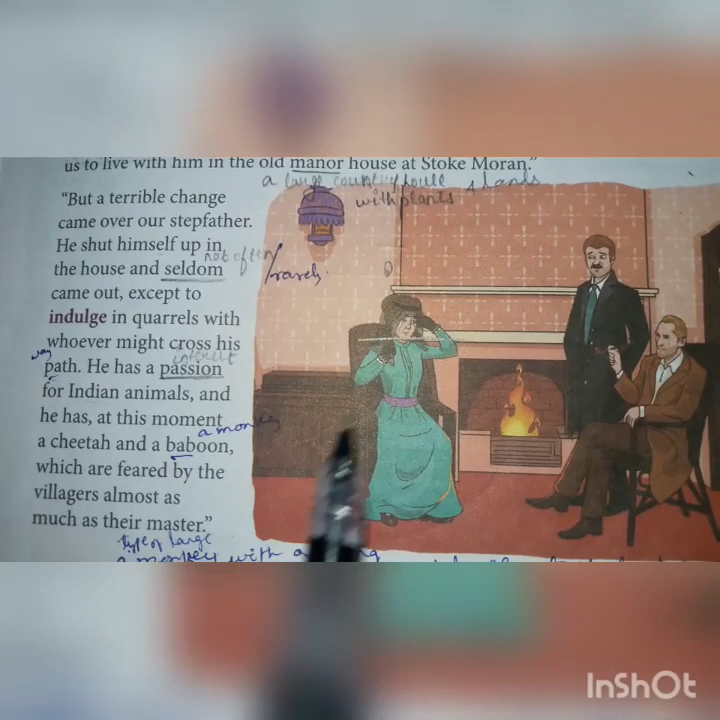 us to live with him in the old manor house at Stoke Moran."
a large country house
with plants
"But a terrible change
came over our stepfather.
He shut himself up in
not often/rarely.
the house and seldom
came out, except to
indulge in quarrels with
whoever might cross his
way
interest
path. He has a passion
for Indian animals, and
he has, at this moment
a monkey
a cheetah and a baboon,
which are feared by the
villagers almost as
much as their master."
type of large
a monkey with a
InShOt